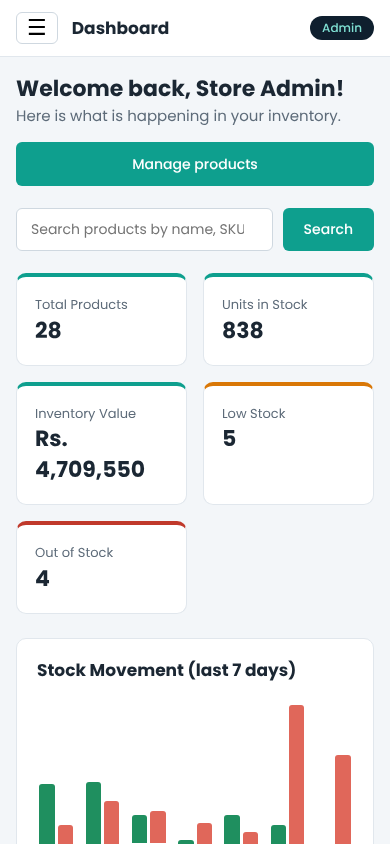 ☰ Dashboard Admin
Welcome back, Store Admin!
Here is what is happening in your inventory.
Manage products
Search products by name, SKU Search
Total Products Units in Stock
28 838
Inventory Value Low Stock
Rs. 5
4,709,550
Out of Stock
4
Stock Movement (last 7 days)